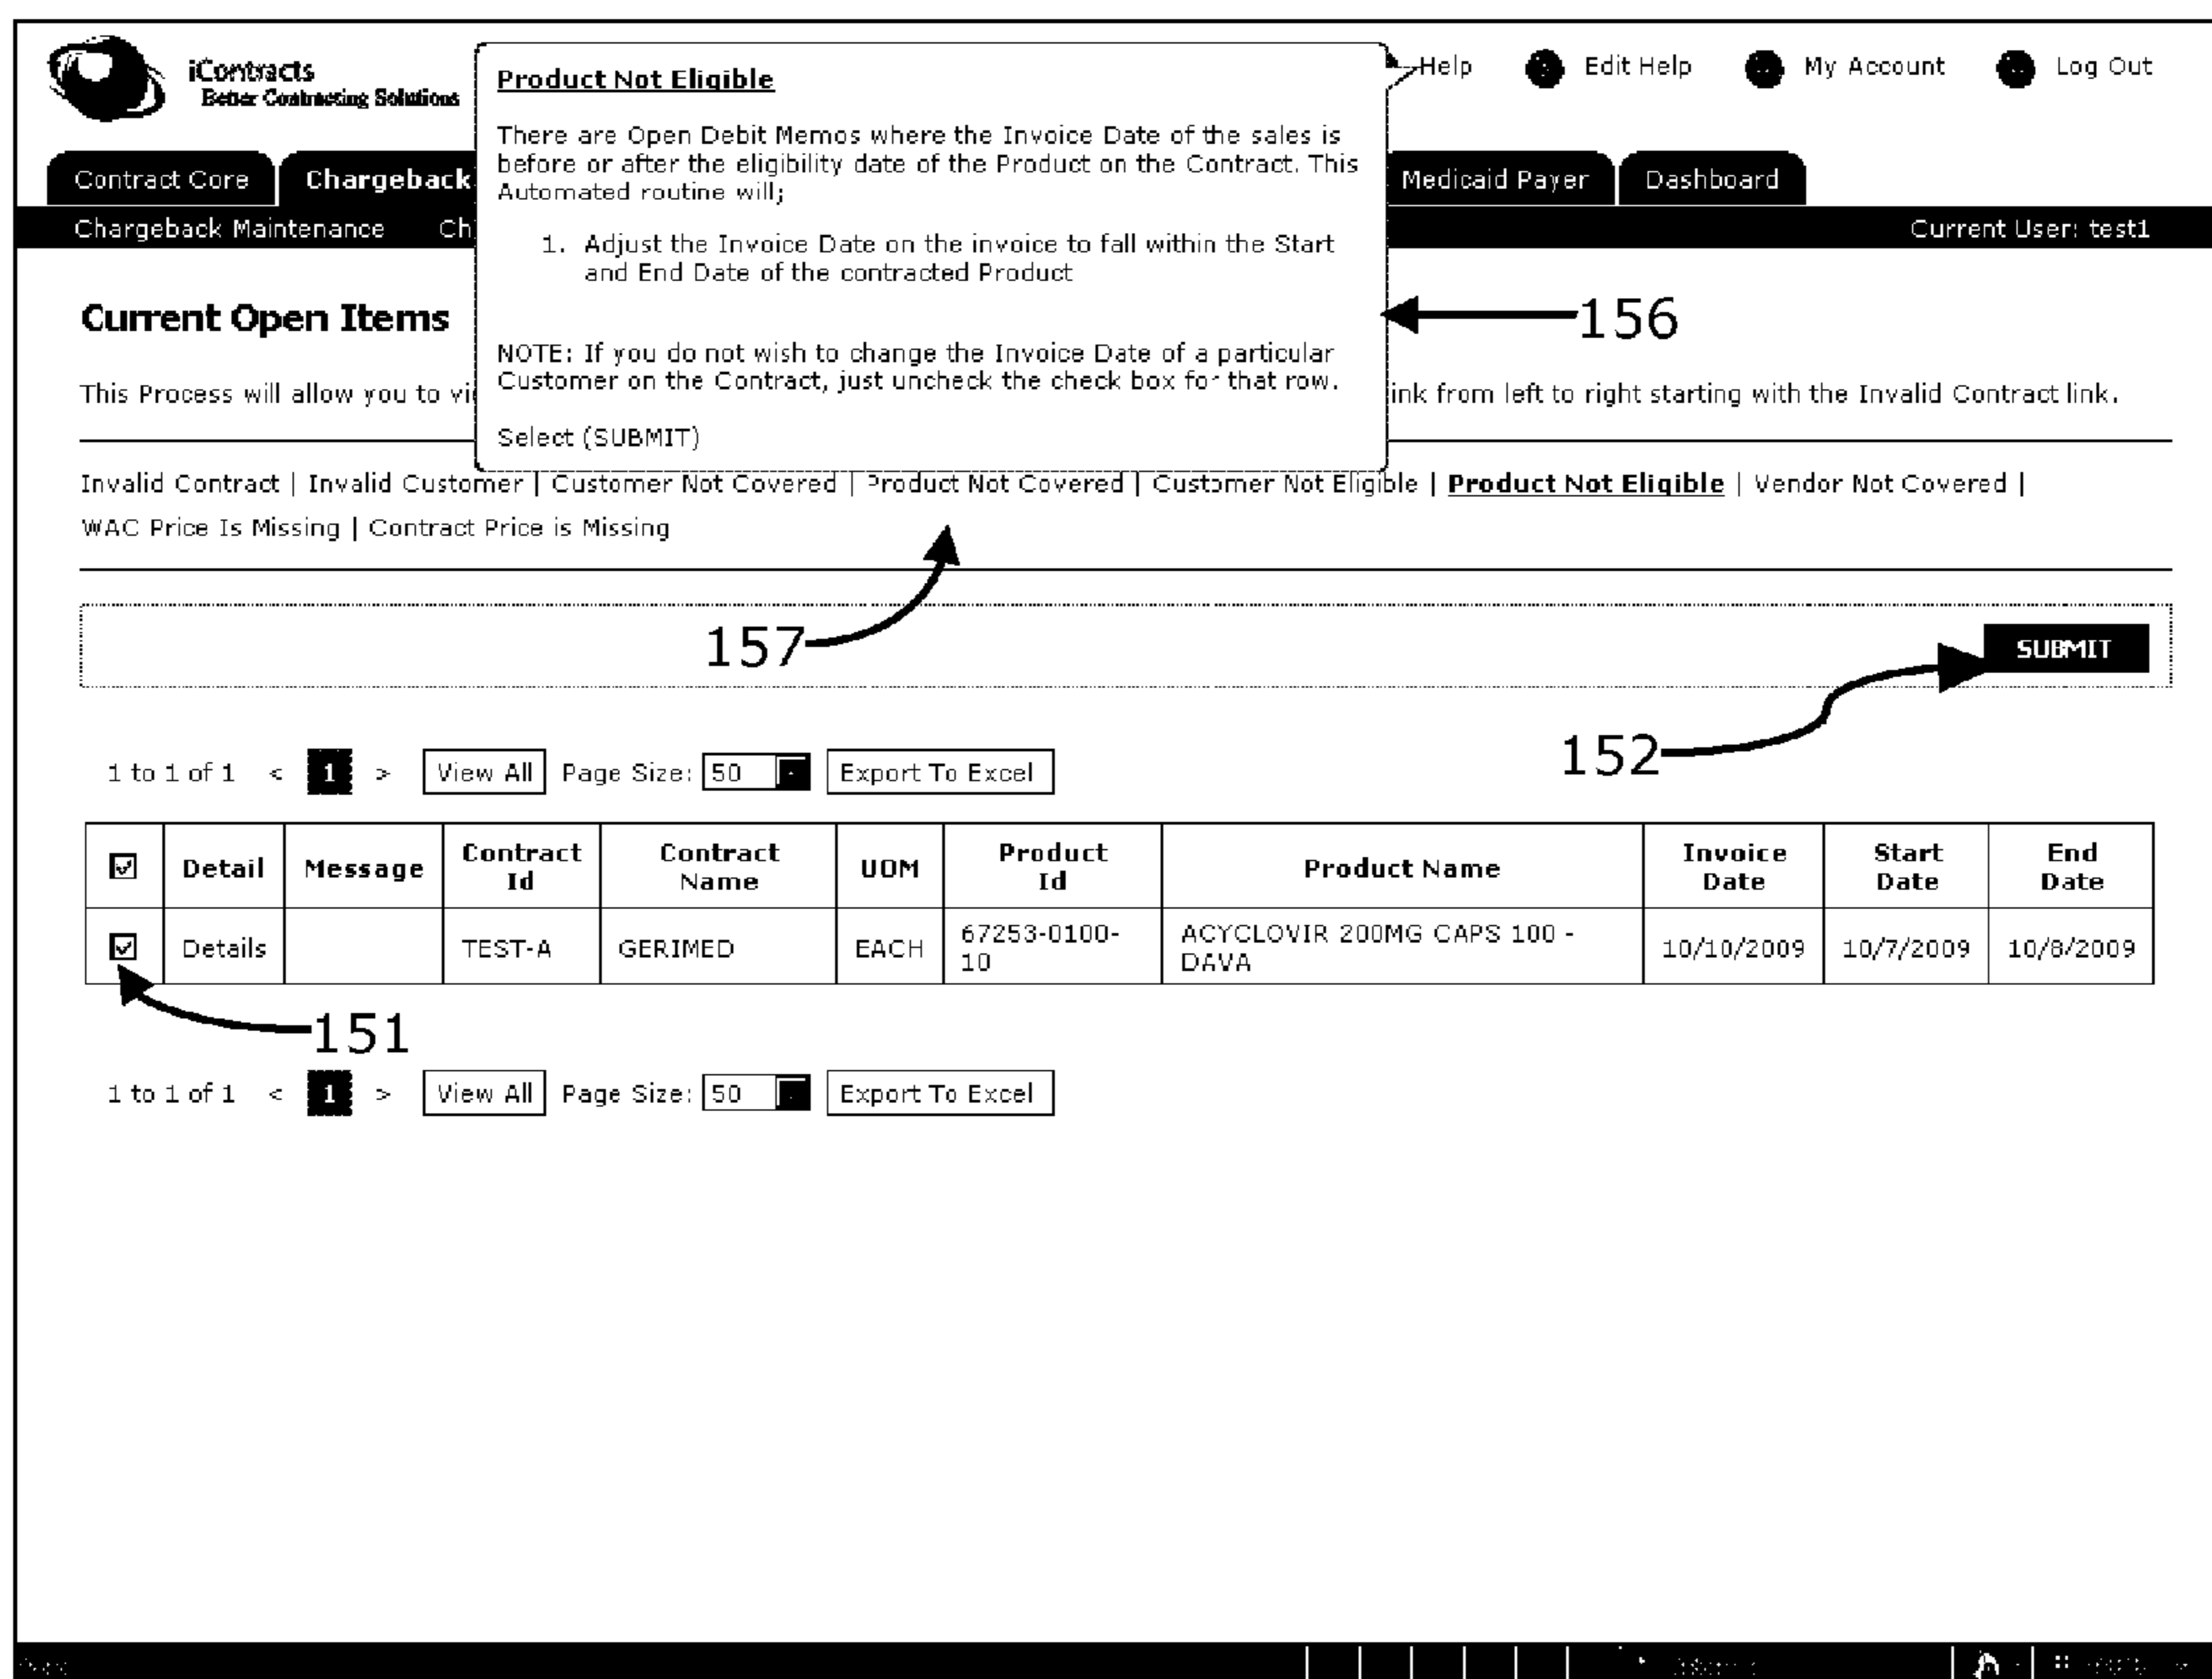 iContracts
Better Contracting Solutions
Help
Edit Help
My Account
Log Out
Product Not Eligible
There are Open Debit Memos where the Invoice Date of the sales is
before or after the eligibility date of the Product on the Contract. This
Automated routine will;
1. Adjust the Invoice Date on the invoice to fall within the Start
and End Date of the contracted Product
NOTE: If you do not wish to change the Invoice Date of a particular
Customer on the Contract, just uncheck the check box for that row.
Select (SUBMIT)
Contract Core
Chargeback
Medicaid Payer
Dashboard
Chargeback Maintenance
Current User: test1
Current Open Items
156
This Process will allow you to
from left to right starting with the Invalid Contract link.
Invalid Contract | Invalid Customer | Customer Not Covered | Product Not Covered | Customer Not Eligible | Product Not Eligible | Vendor Not Covered |
WAC Price Is Missing | Contract Price is Missing
157
SUBMIT
152
1 to 1 of 1 < 1 > View All Page Size: 50 Export To Excel
Detail Message Contract Id Contract Name UOM Product Id Product Name Invoice Date Start Date End Date
Details TEST-A GERIMED EACH 67253-0100-10 ACYCLOVIR 200MG CAPS 100 - DAVA 10/10/2009 10/7/2009 10/8/2009
151
1 to 1 of 1 < 1 > View All Page Size: 50 Export To Excel